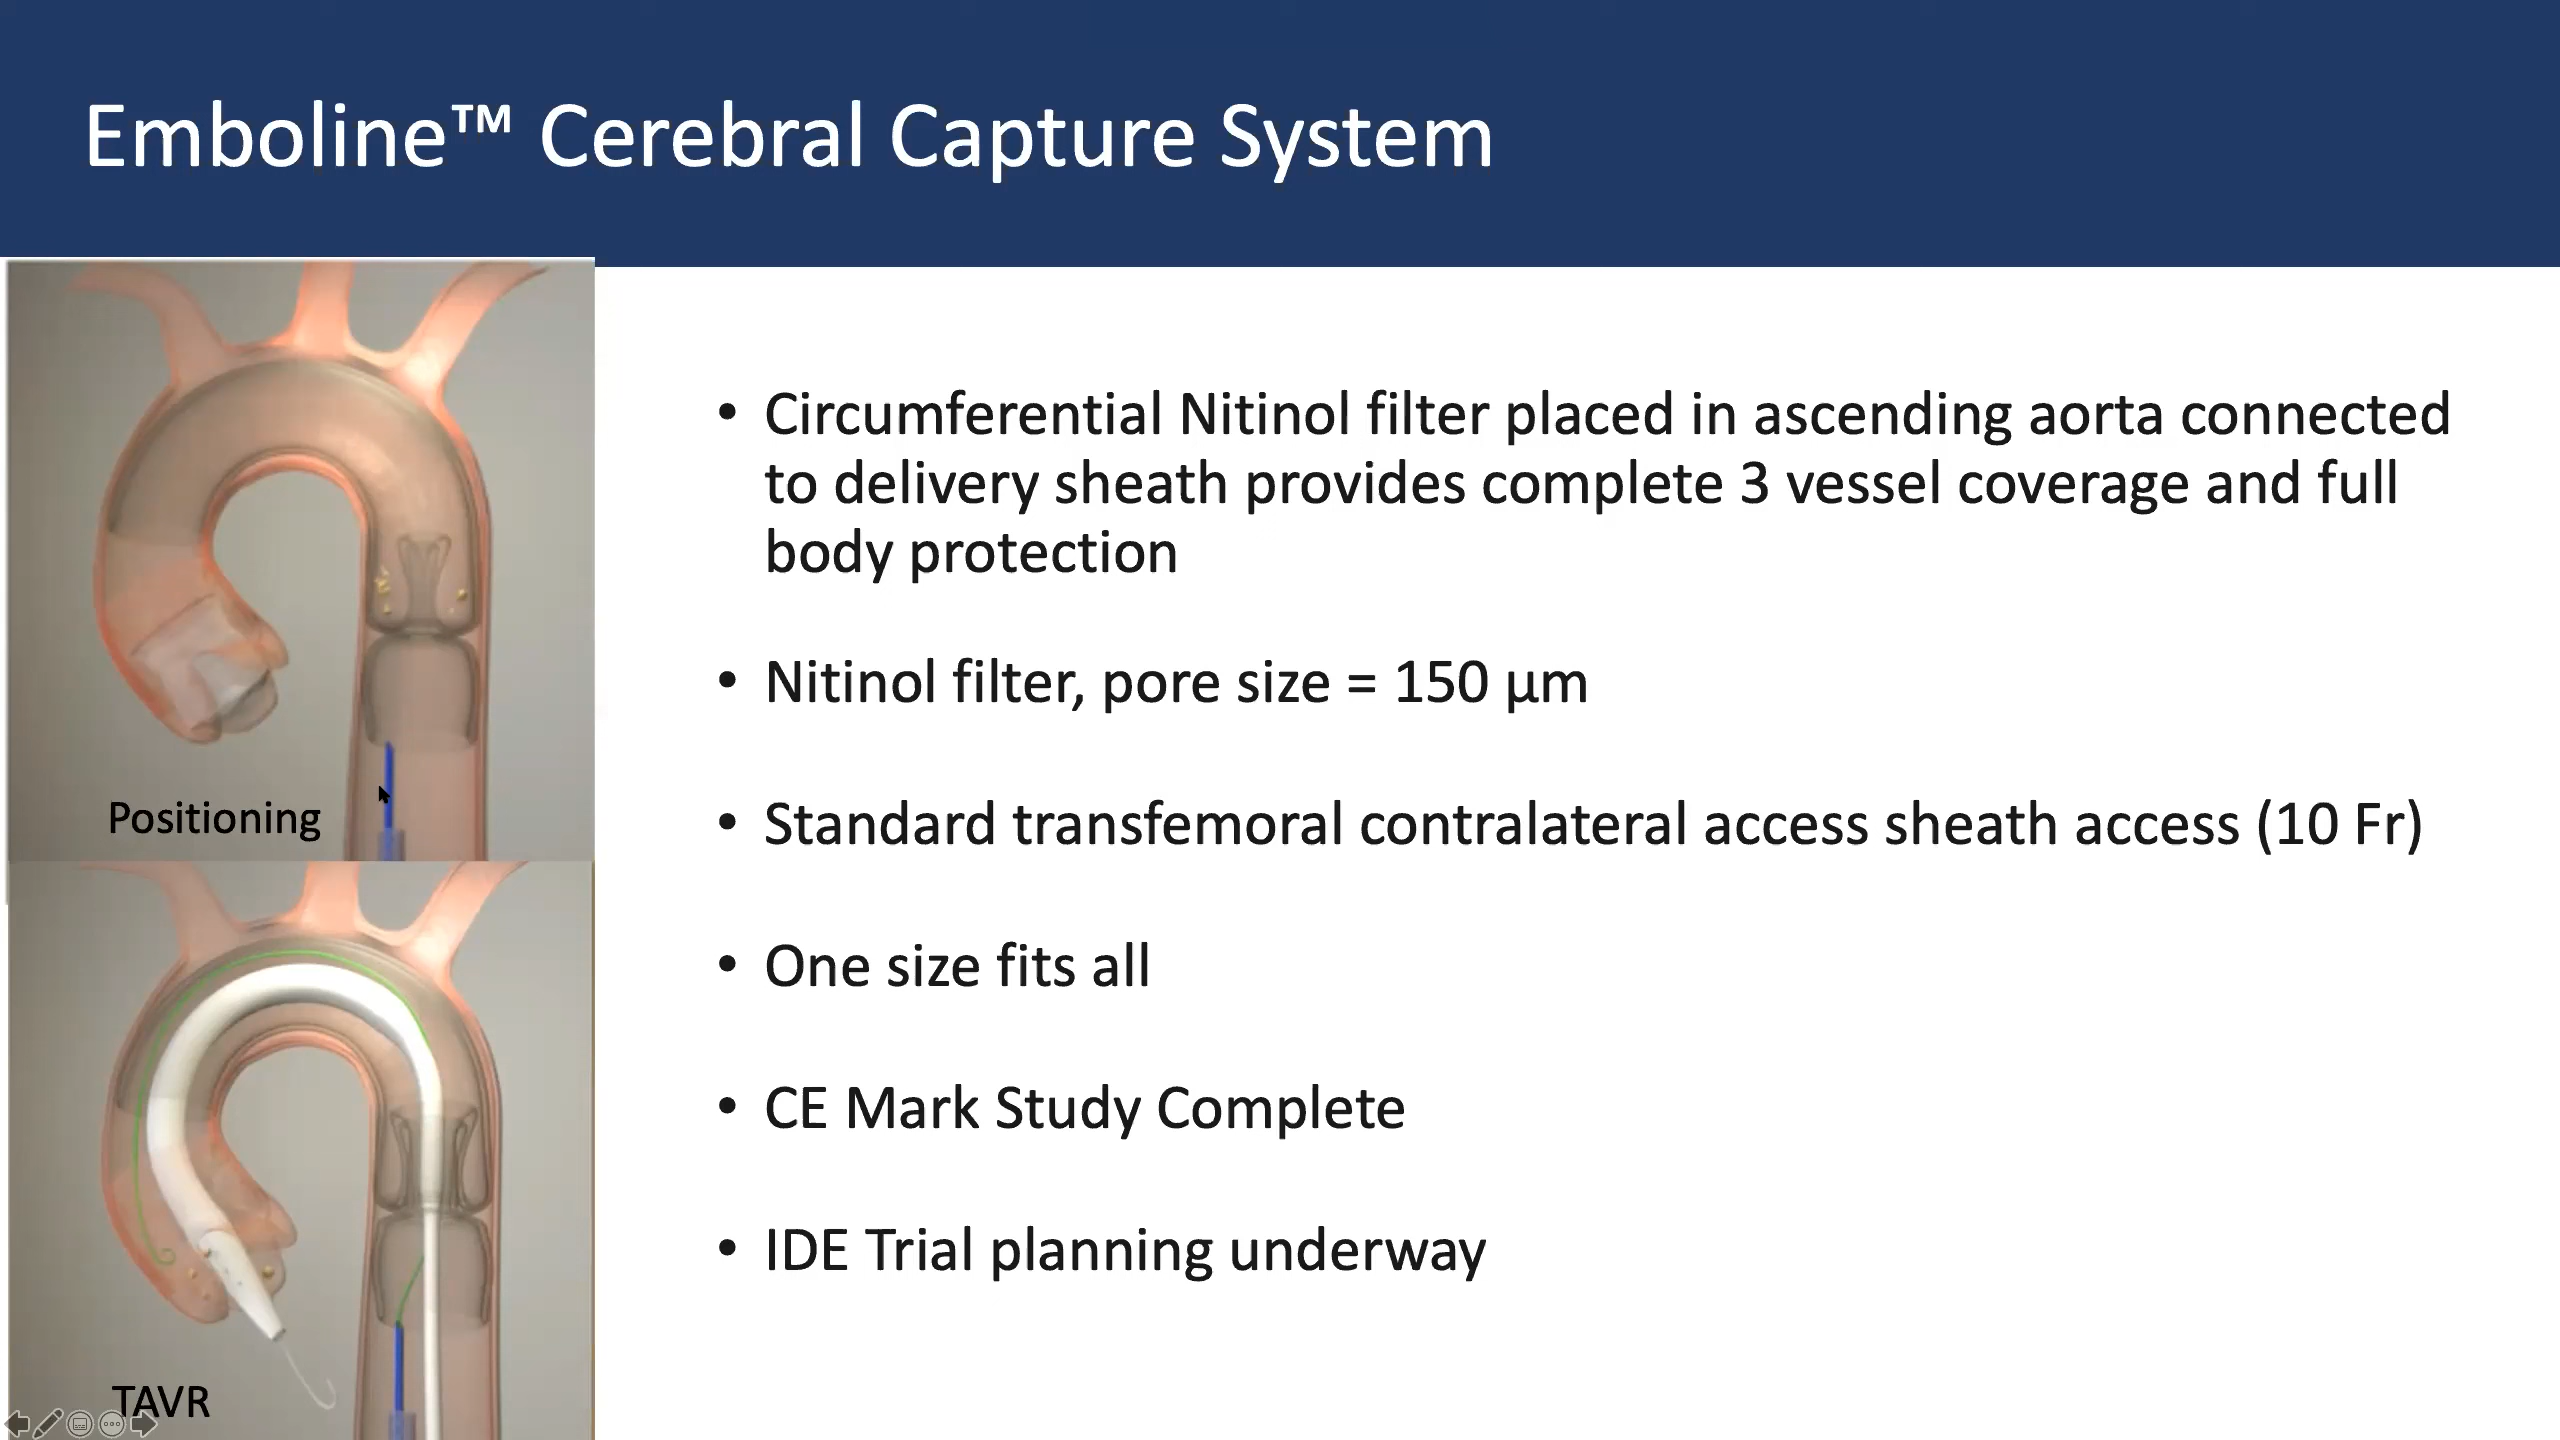 Emboline™ Cerebral Capture System
• Circumferential Nitinol filter placed in ascending aorta connected
to delivery sheath provides complete 3 vessel coverage and full
body protection
• Nitinol filter, pore size = 150 µm
• Standard transfemoral contralateral access sheath access (10 Fr)
• One size fits all
• CE Mark Study Complete
• IDE Trial planning underway
Positioning
TAVR